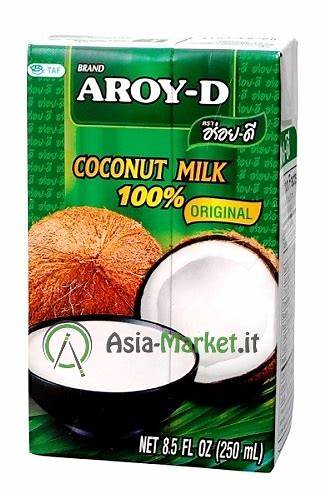 TAF
BRAND
AROY-D
ตรา
อร่อย-ดี
COCONUT MILK
100%
ORIGINAL
Asia-Market.it
NET 8.5 FL OZ (250 mL)